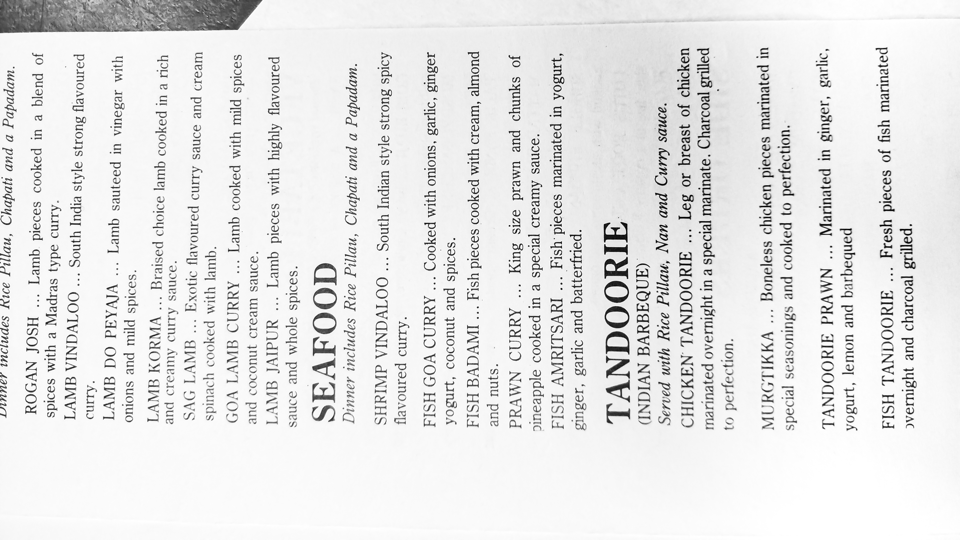 Dinner includes Rice Pillau, Chapati and a Papadam.
ROGAN JOSH ... Lamb pieces cooked in a blend of
spices with a Madras type curry.
LAMB VINDALOO ... South India style strong flavoured
curry.
LAMB DO PEYAJA ... Lamb sauteed in vinegar with
onions and mild spices.
LAMB KORMA ... Braised choice lamb cooked in a rich
and creamy curry sauce.
SAG LAMB ... Exotic flavoured curry sauce and cream
spinach cooked with lamb.
GOA LAMB CURRY ... Lamb cooked with mild spices
and coconut cream sauce.
LAMB JAIPUR ... Lamb pieces with highly flavoured
sauce and whole spices.
SEAFOOD
Dinner includes Rice Pillau, Chapati and a Papadam.
SHRIMP VINDALOO ... South Indian style strong spicy
flavoured curry.
FISH GOA CURRY ... Cooked with onions, garlic, ginger
yogurt, coconut and spices.
FISH BADAMI ... Fish pieces cooked with cream, almond
and nuts.
PRAWN CURRY ... King size prawn and chunks of
pineapple cooked in a special creamy sauce.
FISH AMRITSARI ... Fish pieces marinated in yogurt,
ginger, garlic and batterfried.
TANDOORIE
(INDIAN BARBEQUE)
Served with Rice Pillau, Nan and Curry sauce.
CHICKEN TANDOORIE ... Leg or breast of chicken
marinated overnight in a special marinate. Charcoal grilled
to perfection.
MURGTIKKA ... Boneless chicken pieces marinated in
special seasonings and cooked to perfection.
TANDOORIE PRAWN ... Marinated in ginger, garlic,
yogurt, lemon and barbequed
FISH TANDOORIE ... Fresh pieces of fish marinated
overnight and charcoal grilled.